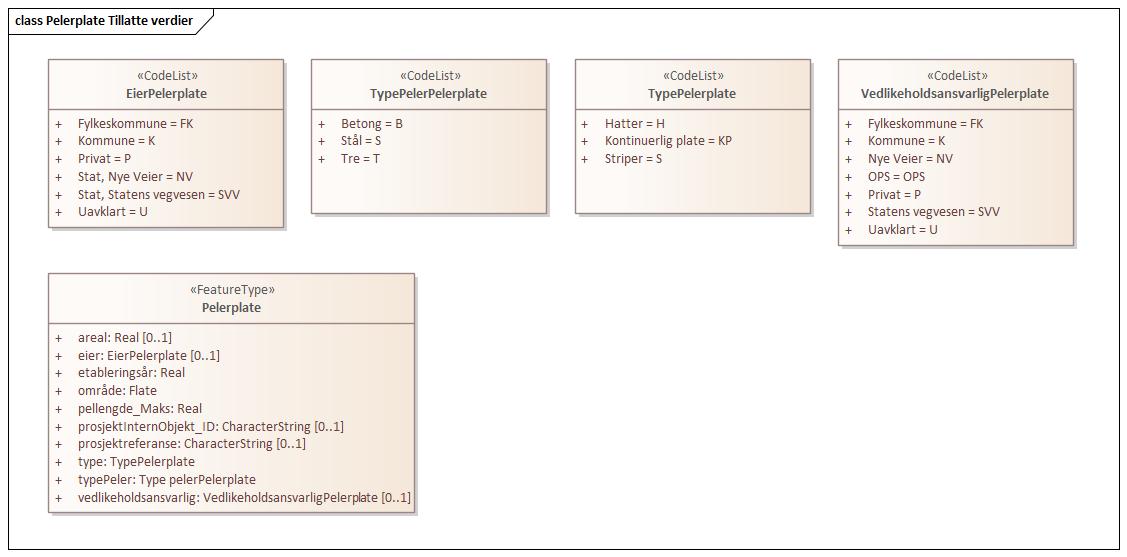 class Pelerplate Tillatte verdier
«CodeList»
EierPelerplate
+ Fylkeskommune = FK
+ Kommune = K
+ Privat = P
+ Stat, Nye Veier = NV
+ Stat, Statens vegvesen = SVV
+ Uavklart = U
«CodeList»
TypePelerPelerplate
+ Betong = B
+ Stål = S
+ Tre = T
«CodeList»
TypePelerplate
+ Hatter = H
+ Kontinuerlig plate = KP
+ Striper = S
«CodeList»
VedlikeholdsansvarligPelerplate
+ Fylkeskommune = FK
+ Kommune = K
+ Nye Veier = NV
+ OPS = OPS
+ Privat = P
+ Statens vegvesen = SVV
+ Uavklart = U
«FeatureType»
Pelerplate
+ areal: Real [0..1]
+ eier: EierPelerplate [0..1]
+ etableringsår: Real
+ område: Flate
+ pellengde_Maks: Real
+ prosjektInternObjekt_ID: CharacterString [0..1]
+ prosjektreferanse: CharacterString [0..1]
+ type: TypePelerplate
+ typePeler: Type pelerPelerplate
+ vedlikeholdsansvarlig: VedlikeholdsansvarligPelerplate [0..1]